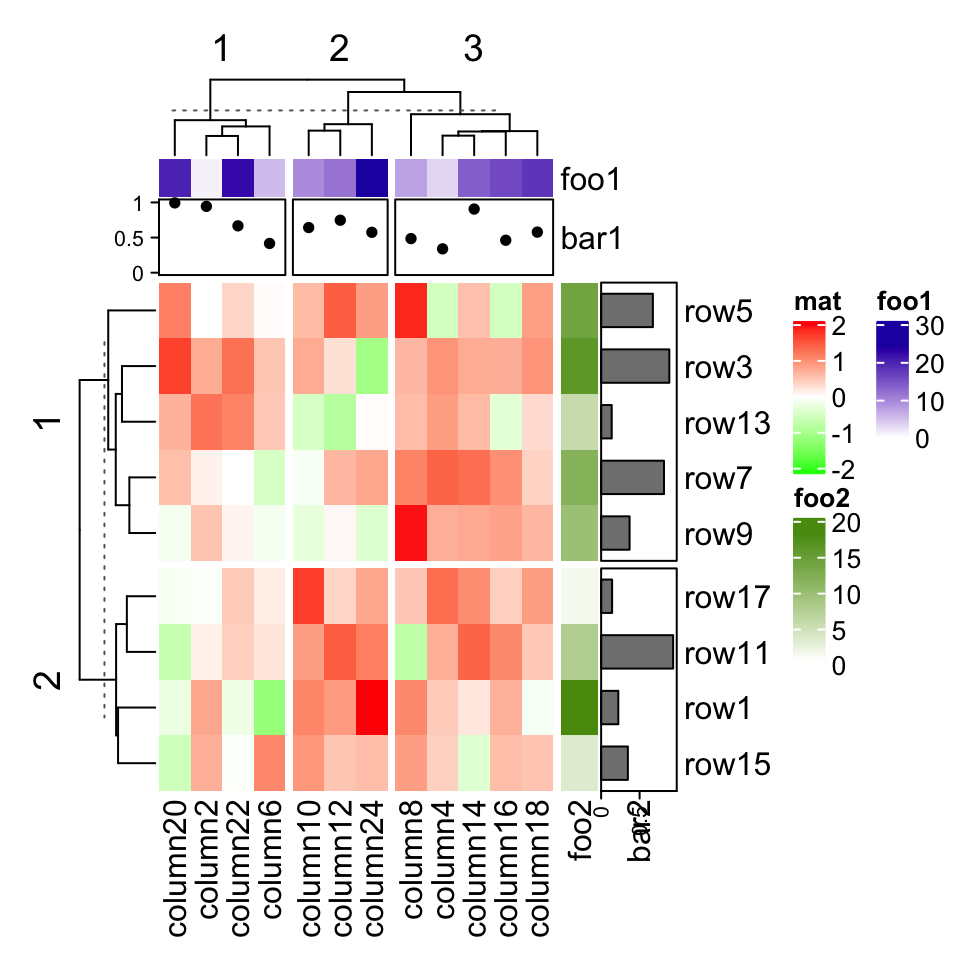 1 2 3
foo1
1
0.5
0
bar1
1
2
row5
row3
row13
row7
row9
row17
row11
row1
row15
column20
column2
column22
column6
column10
column12
column24
column8
column4
column14
column16
column18
foo2
0
bar2
mat
2
1
0
-1
-2
foo1
30
20
10
0
foo2
20
15
10
5
0